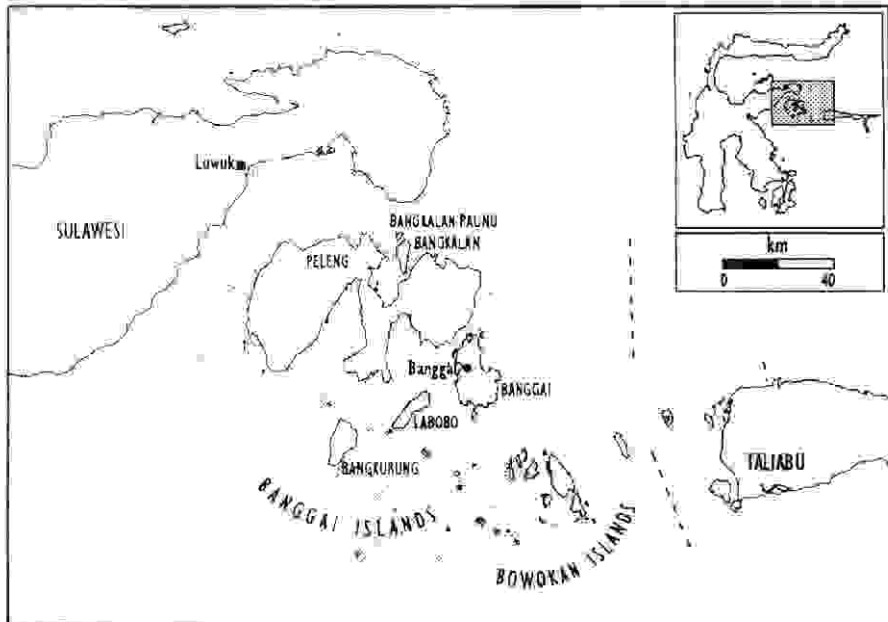 Luwuk
SULAWESI
BANGKALAN PAUNU
BANGKALAN
PELENG
km
0 40
Banggai
BANGGAI
LABOBO
BANGKURUNG
TALIABU
BANGGAI ISLANDS
BOWOKAN ISLANDS